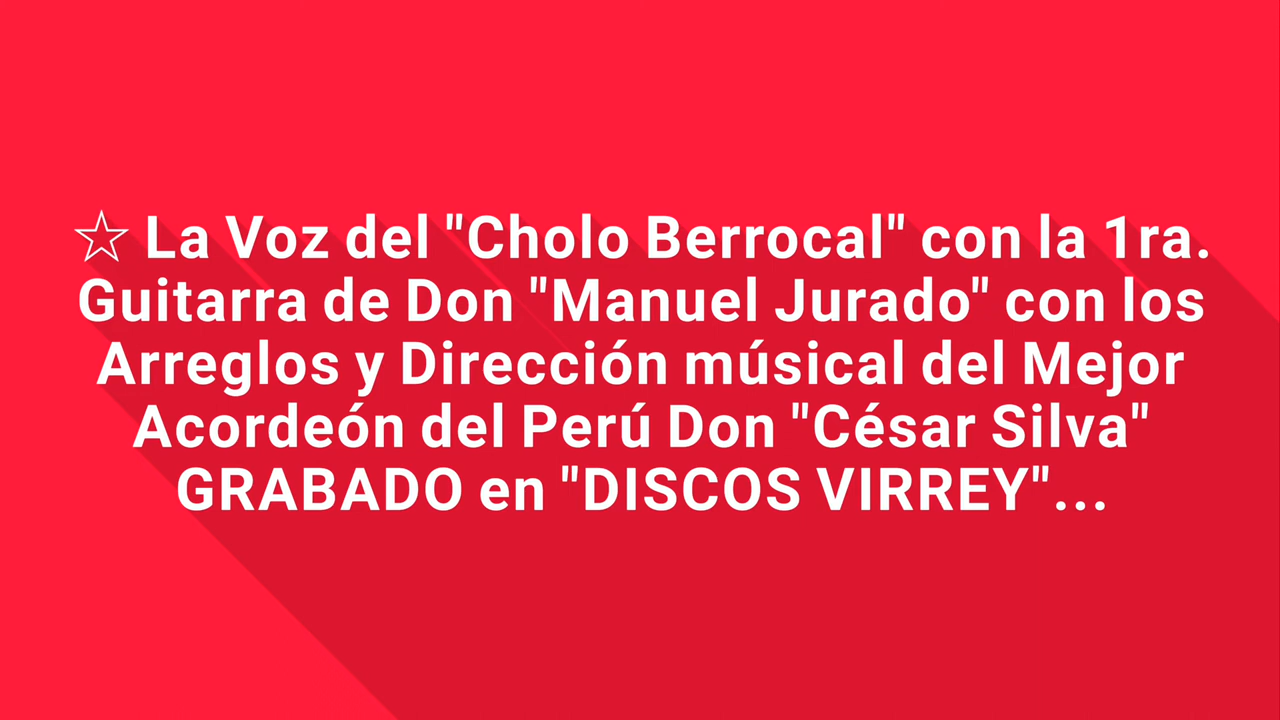 ☆ La Voz del "Cholo Berrocal" con la 1ra.
Guitarra de Don "Manuel Jurado" con los
Arreglos y Dirección músical del Mejor
Acordeón del Perú Don "César Silva"
GRABADO en "DISCOS VIRREY"...